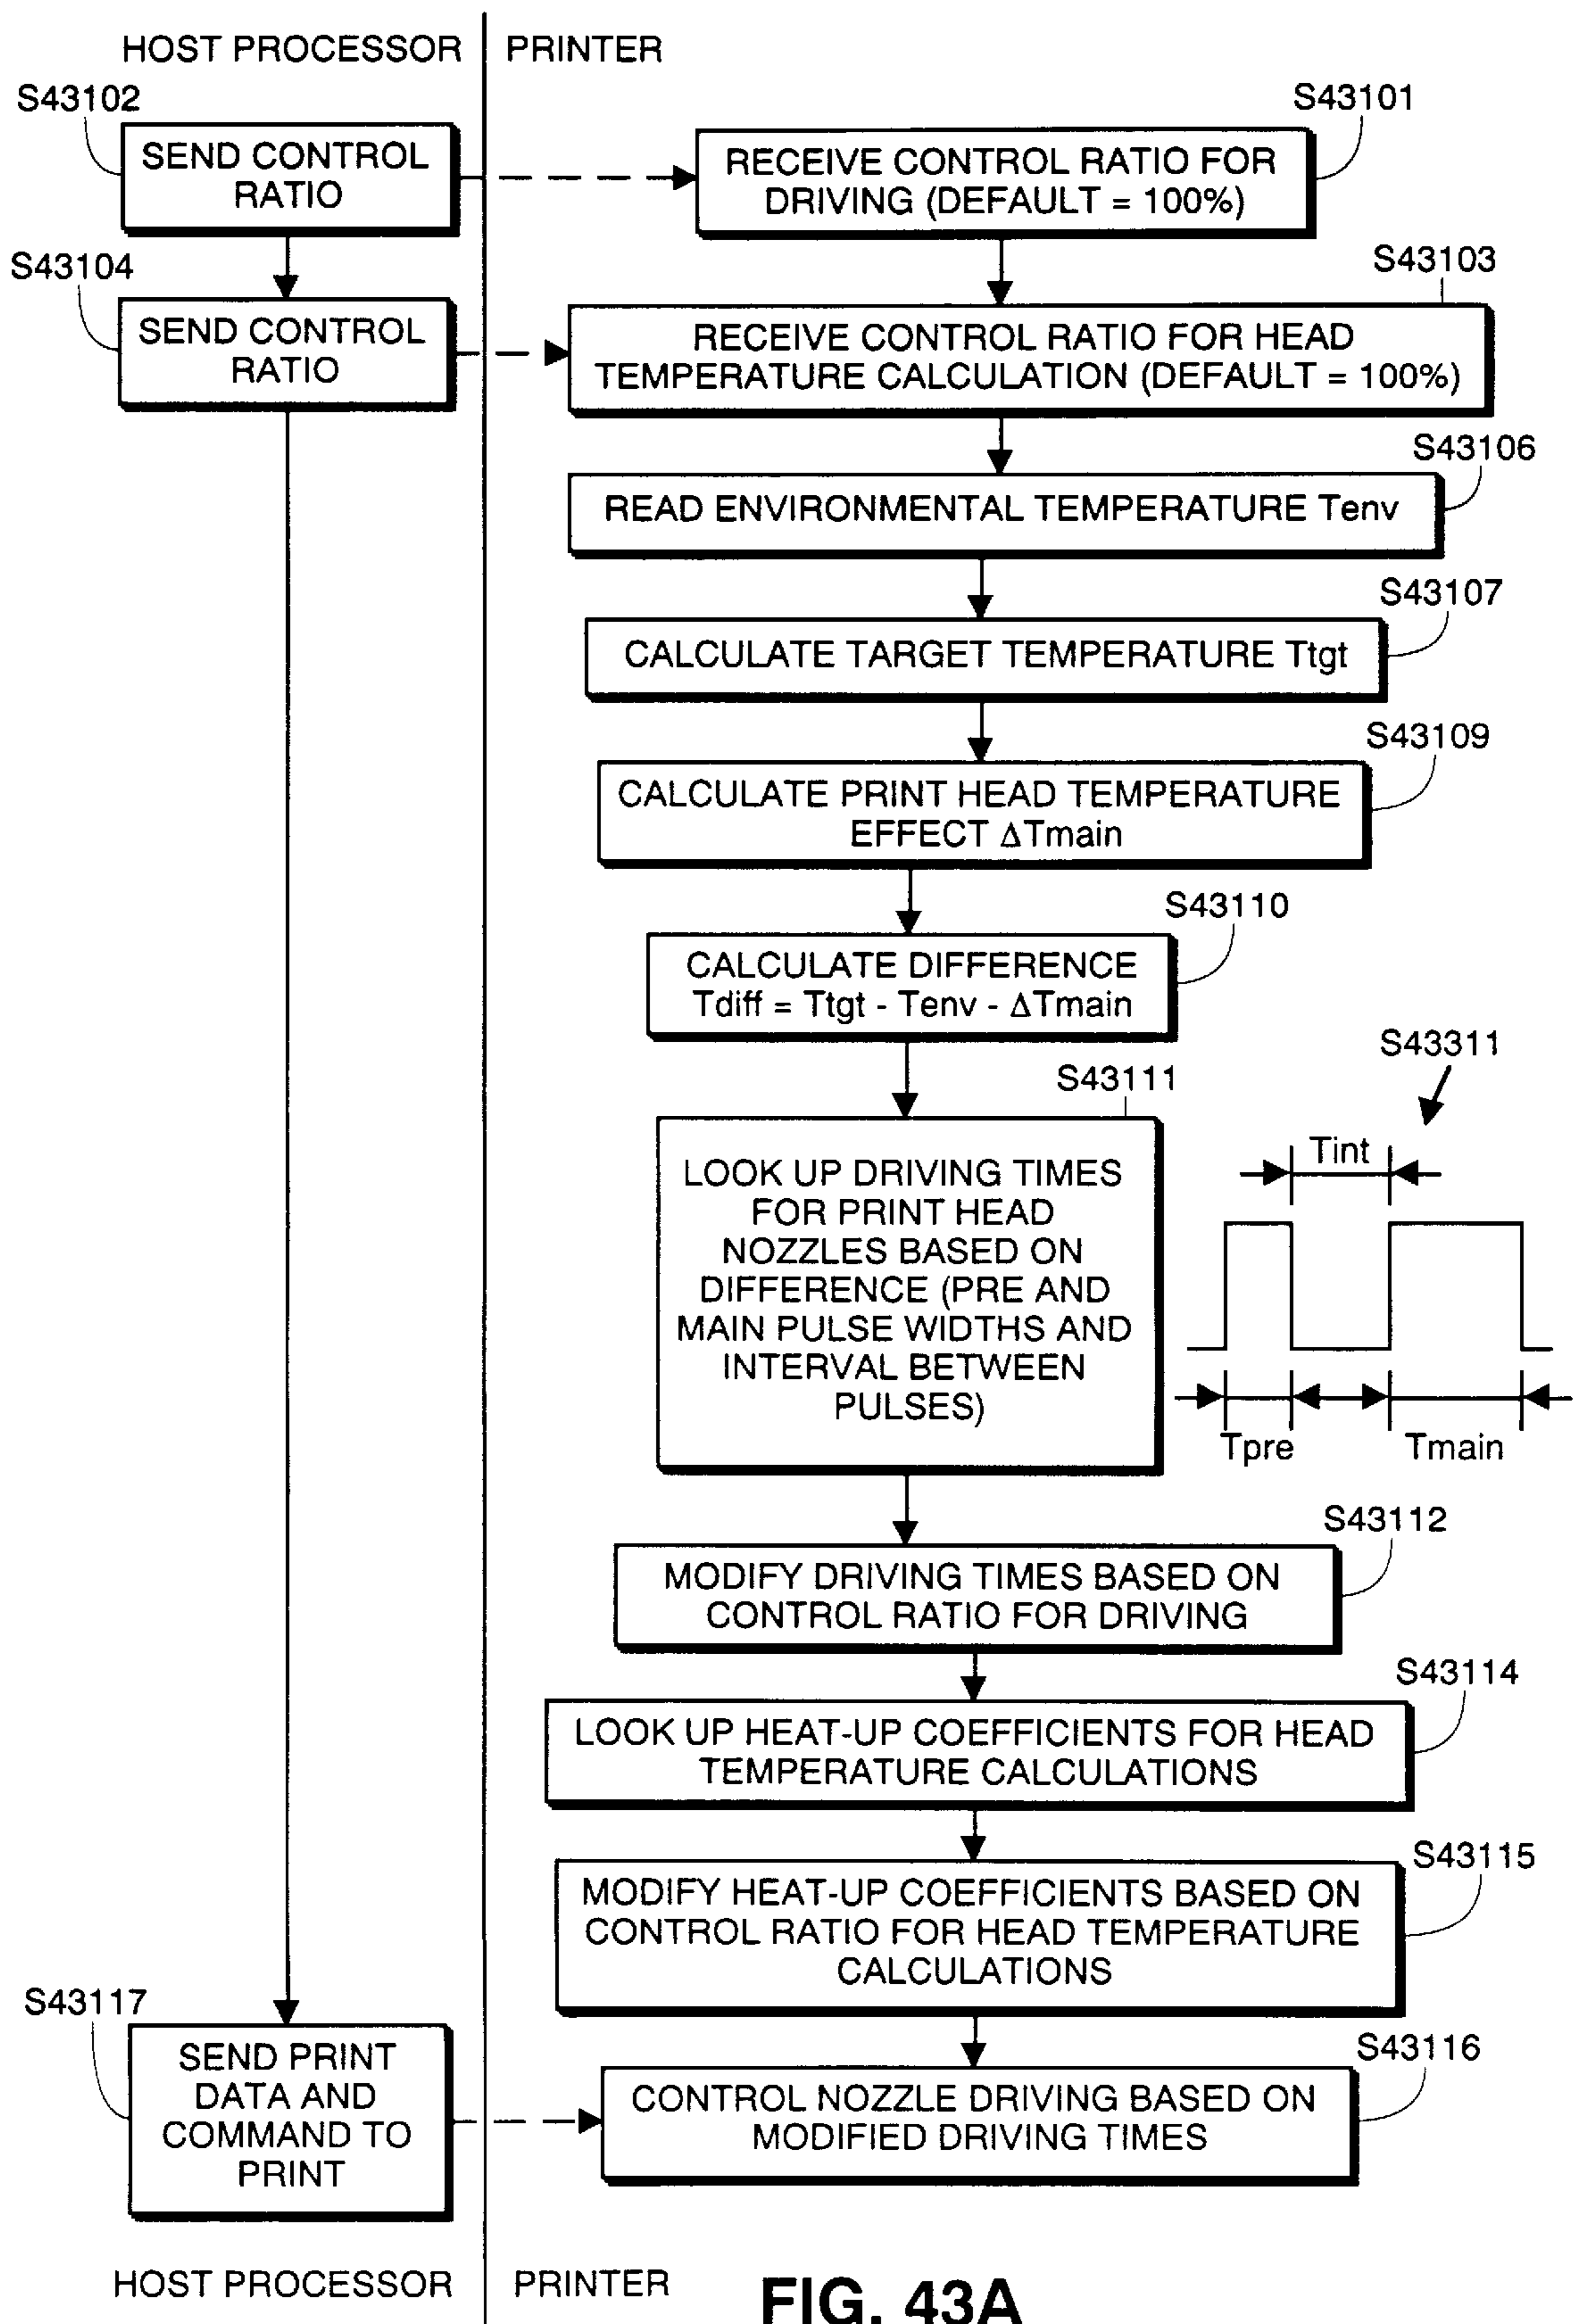 HOST PROCESSOR
PRINTER
S43102
SEND CONTROL
RATIO
S43101
RECEIVE CONTROL RATIO FOR
DRIVING (DEFAULT = 100%)
S43104
SEND CONTROL
RATIO
S43103
RECEIVE CONTROL RATIO FOR HEAD
TEMPERATURE CALCULATION (DEFAULT = 100%)
S43106
READ ENVIRONMENTAL TEMPERATURE Tenv
S43107
CALCULATE TARGET TEMPERATURE Ttgt
S43109
CALCULATE PRINT HEAD TEMPERATURE
EFFECT ΔTmain
S43110
CALCULATE DIFFERENCE
Tdiff = Ttgt - Tenv - ΔTmain
S43111
LOOK UP DRIVING TIMES
FOR PRINT HEAD
NOZZLES BASED ON
DIFFERENCE (PRE AND
MAIN PULSE WIDTHS AND
INTERVAL BETWEEN
PULSES)
S43311
Tint
Tpre
Tmain
S43112
MODIFY DRIVING TIMES BASED ON
CONTROL RATIO FOR DRIVING
S43114
LOOK UP HEAT-UP COEFFICIENTS FOR HEAD
TEMPERATURE CALCULATIONS
S43115
MODIFY HEAT-UP COEFFICIENTS BASED ON
CONTROL RATIO FOR HEAD TEMPERATURE
CALCULATIONS
S43117
SEND PRINT
DATA AND
COMMAND TO
PRINT
S43116
CONTROL NOZZLE DRIVING BASED ON
MODIFIED DRIVING TIMES
HOST PROCESSOR
PRINTER
FIG. 43A